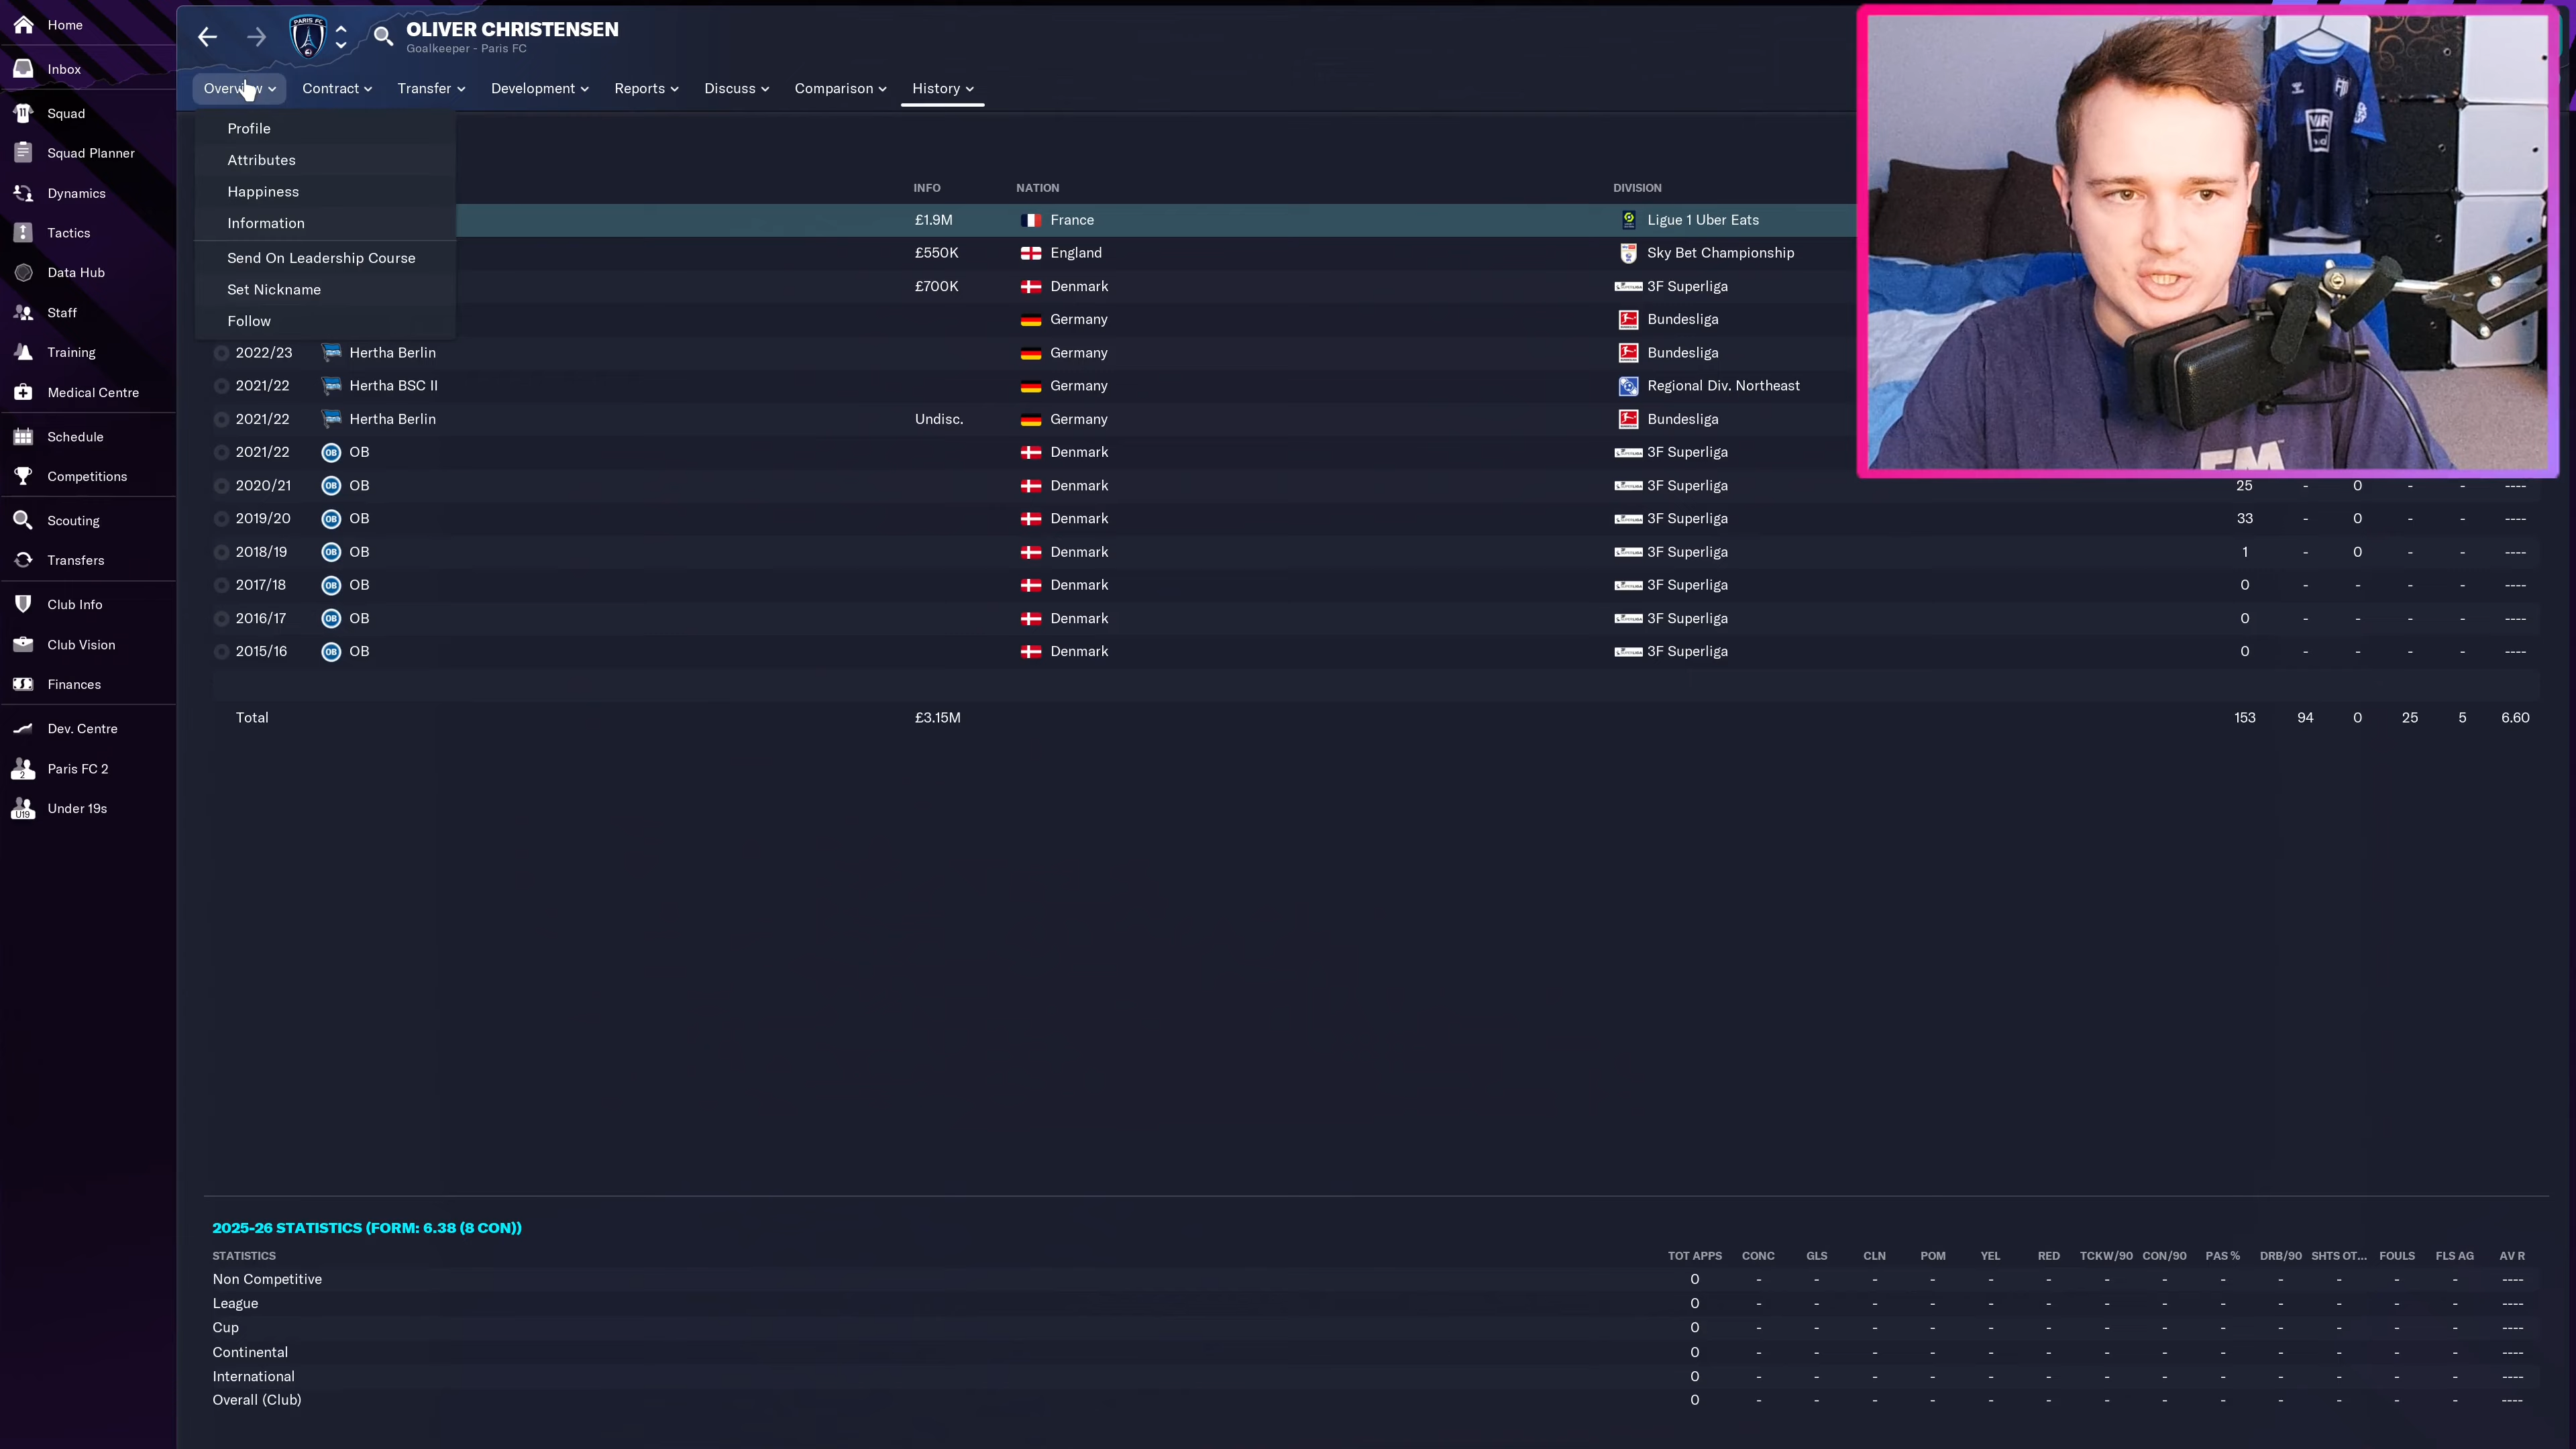 Home
Inbox
Squad
Squad Planner
Dynamics
Tactics
Data Hub
Staff
Training
Medical Centre
Schedule
Competitions
Scouting
Transfers
Club Info
Club Vision
Finances
Dev. Centre
Paris FC 2
Under 19s
OLIVER CHRISTENSEN
Goalkeeper - Paris FC
Overview Contract Transfer Development Reports Discuss Comparison History
Profile
Attributes
Happiness
Information
Send On Leadership Course
Set Nickname
Follow
INFO NATION DIVISION
£1.9M France Ligue 1 Uber Eats
£550K England Sky Bet Championship
£700K Denmark 3F Superliga
Germany Bundesliga
2022/23 Hertha Berlin Germany Bundesliga
2021/22 Hertha BSC II Germany Regional Div. Northeast
2021/22 Hertha Berlin Undisc. Germany Bundesliga
2021/22 OB Denmark 3F Superliga
2020/21 OB Denmark 3F Superliga 25 - 0 - - ----
2019/20 OB Denmark 3F Superliga 33 - 0 - - ----
2018/19 OB Denmark 3F Superliga 1 - 0 - - ----
2017/18 OB Denmark 3F Superliga 0 - - - - ----
2016/17 OB Denmark 3F Superliga 0 - - - - ----
2015/16 OB Denmark 3F Superliga 0 - - - - ----
Total £3.15M 153 94 0 25 5 6.60
2025-26 STATISTICS (FORM: 6.38 (8 CON))
STATISTICS TOT APPS CONC GLS CLN POM YEL RED TCKW/90 CON/90 PAS % DRB/90 SHTS OT... FOULS FLS AG AV R
Non Competitive 0 - - - - - - - - - - - - - ----
League 0 - - - - - - - - - - - - - ----
Cup 0 - - - - - - - - - - - - - ----
Continental 0 - - - - - - - - - - - - - ----
International 0 - - - - - - - - - - - - - ----
Overall (Club) 0 - - - - - - - - - - - - - ----